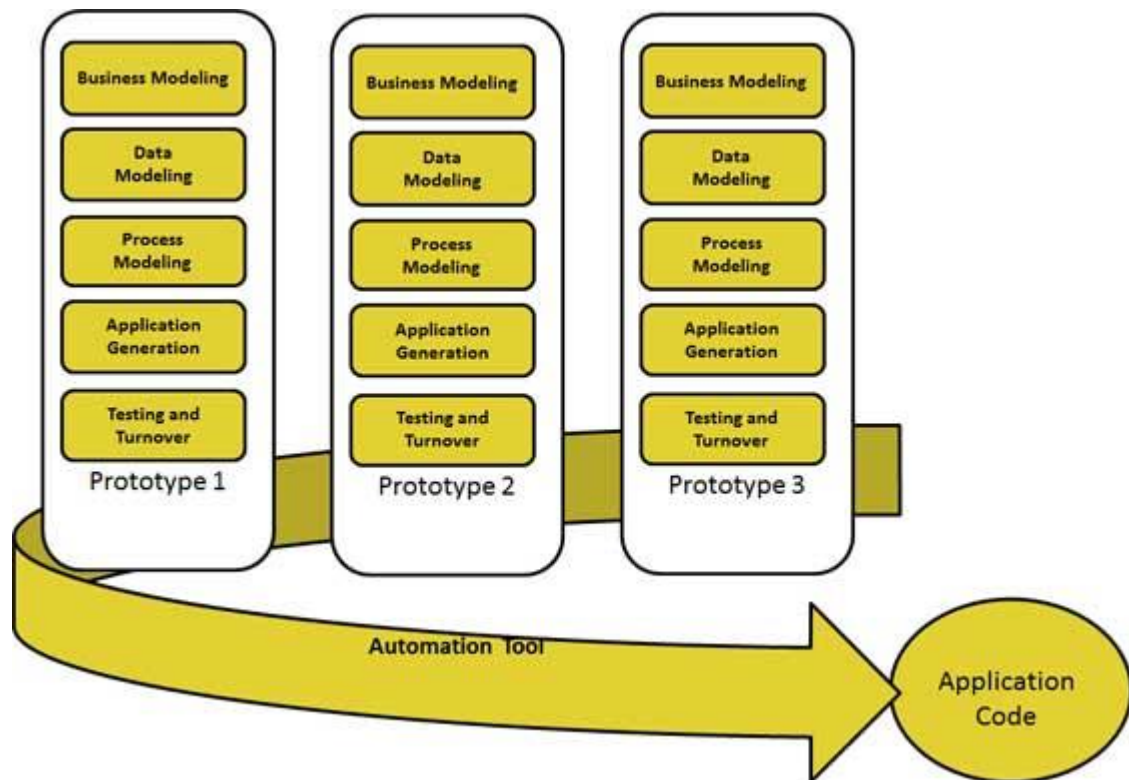 Business Modeling
Data
Modeling
Process
Modeling
Application
Generation
Testing and
Turnover
Prototype 1
Business Modeling
Data
Modeling
Process
Modeling
Application
Generation
Testing and
Turnover
Prototype 2
Business Modeling
Data
Modeling
Process
Modeling
Application
Generation
Testing and
Turnover
Prototype 3
Automation Tool
Application
Code